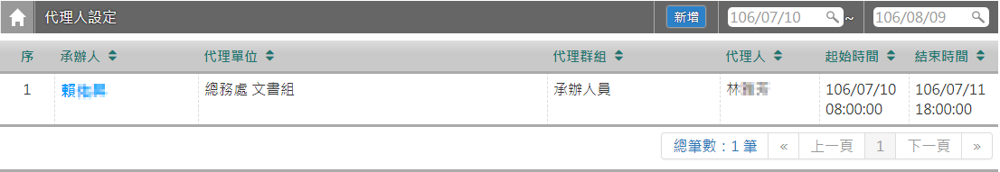 代理人設定
新增
106/07/10 ~ 106/08/09
序 承辦人 代理單位 代理群組 代理人 起始時間 結束時間
1 賴 總務處 文書組 承辦人員 林 106/07/10 106/07/11
08:00:00 18:00:00
總筆數：1 筆 « 上一頁 1 下一頁 »